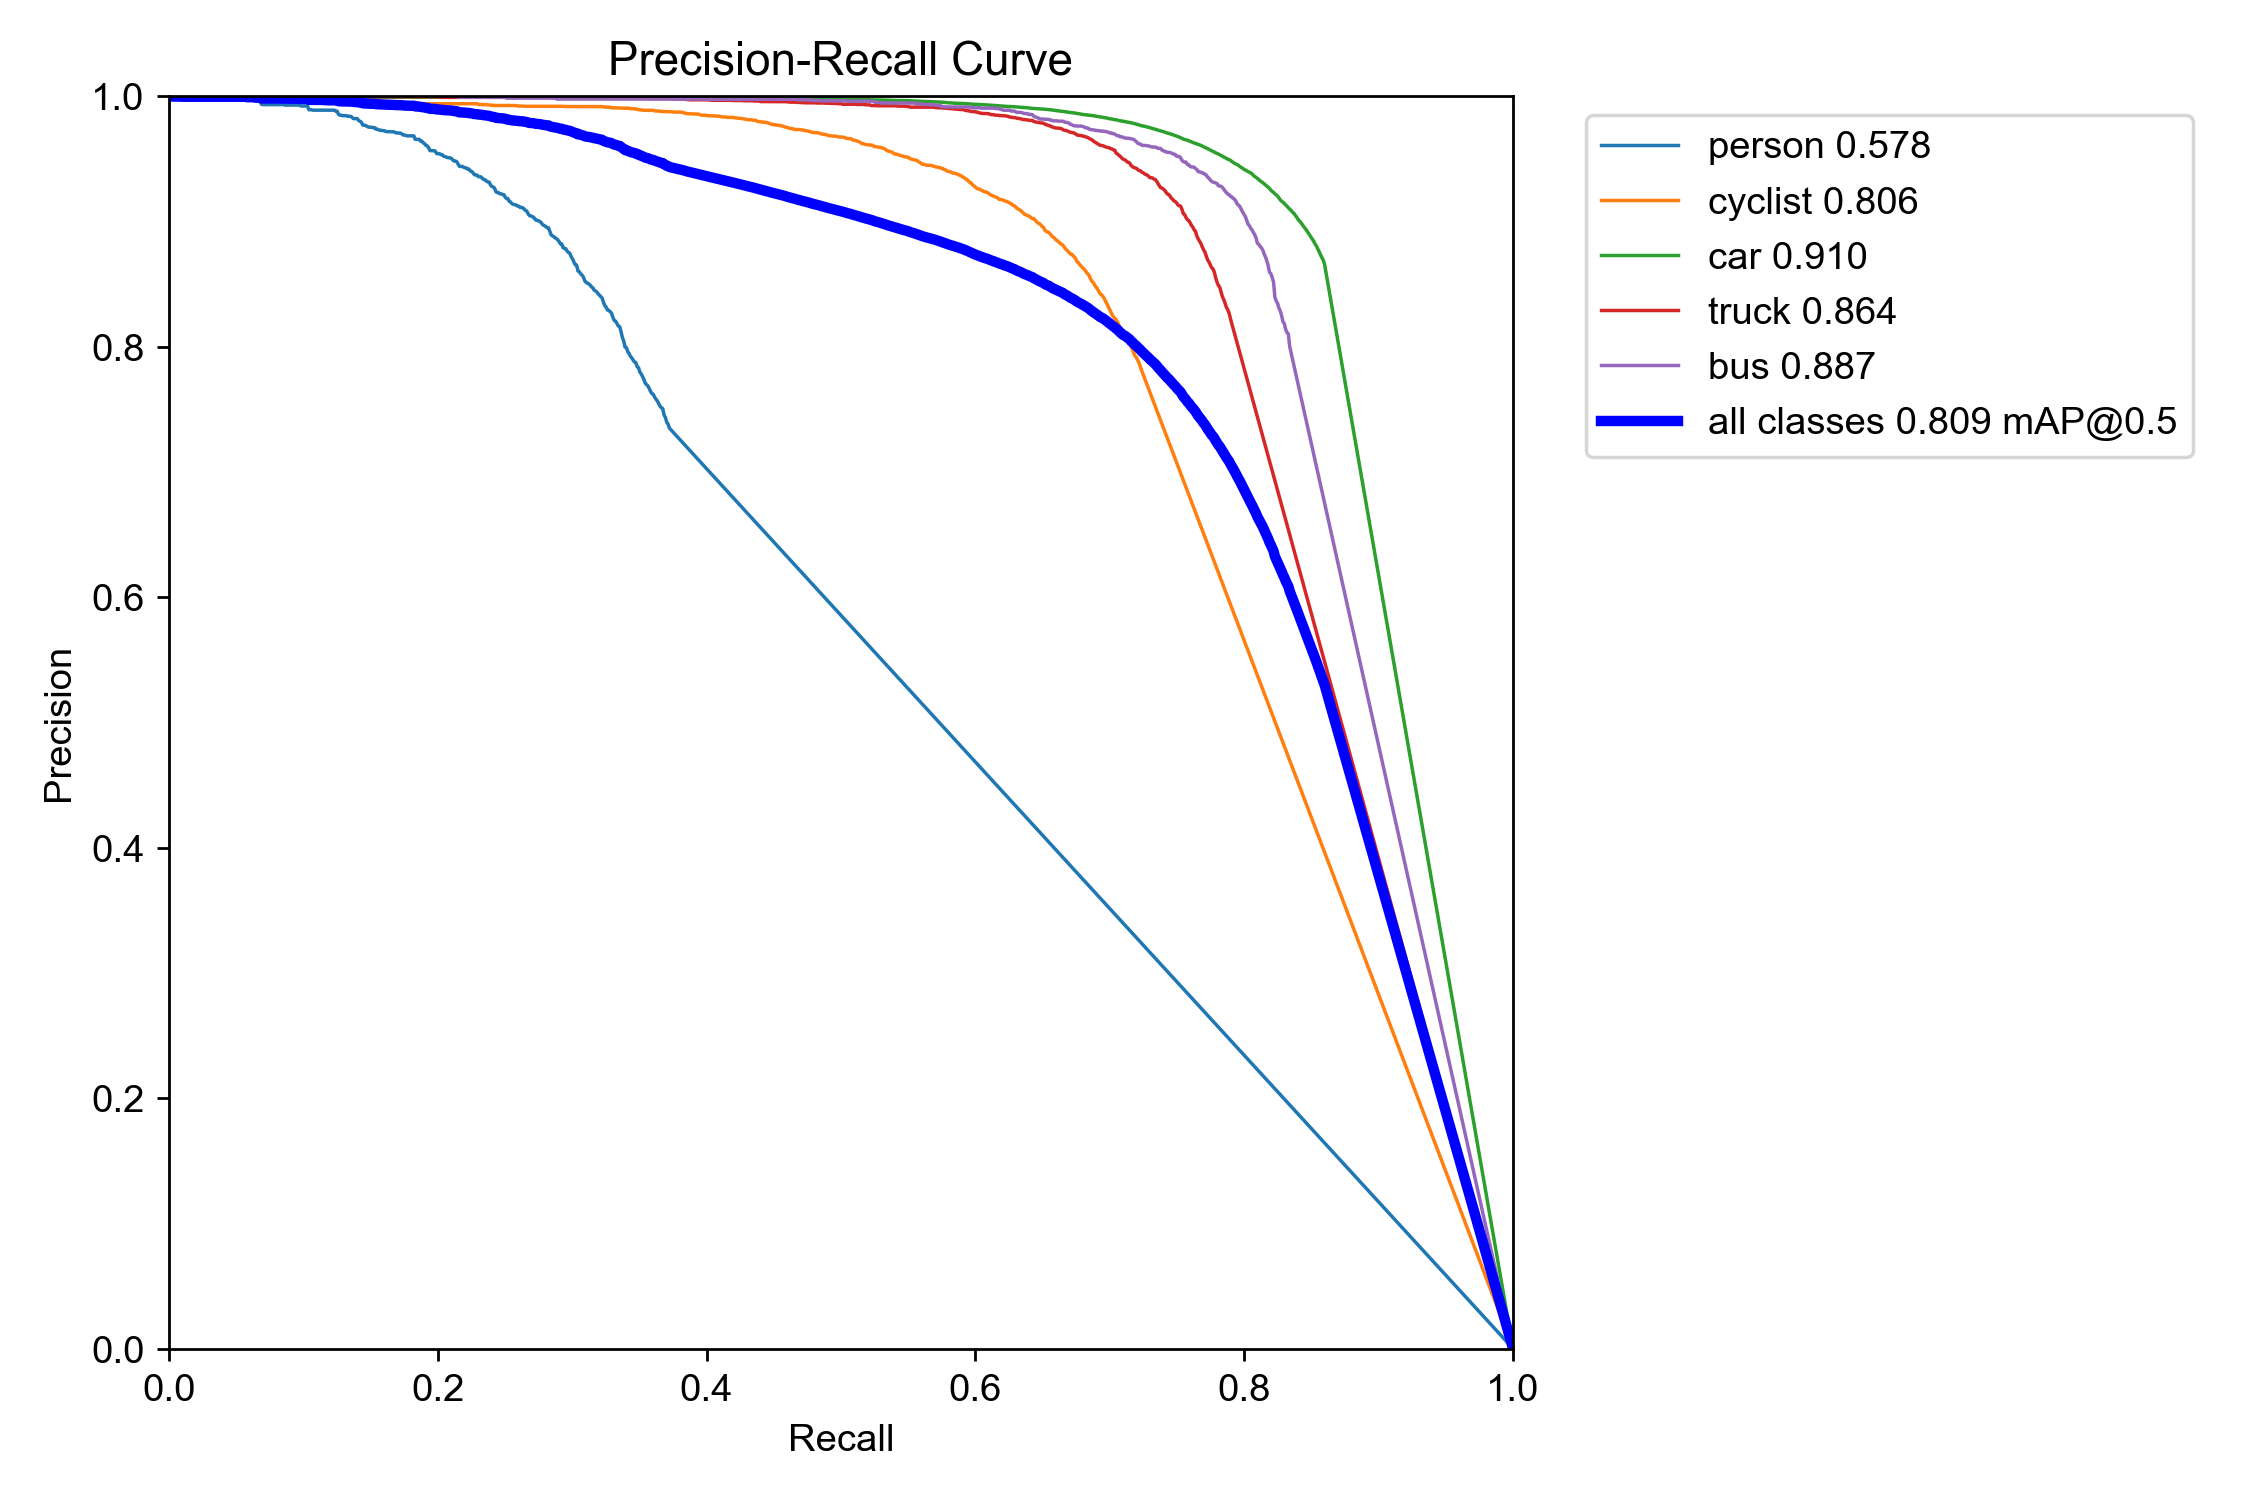 Precision-Recall Curve
1.0
0.8
0.6
0.4
0.2
0.0
Precision
0.0 0.2 0.4 0.6 0.8 1.0
Recall
person 0.578
cyclist 0.806
car 0.910
truck 0.864
bus 0.887
all classes 0.809 mAP@0.5